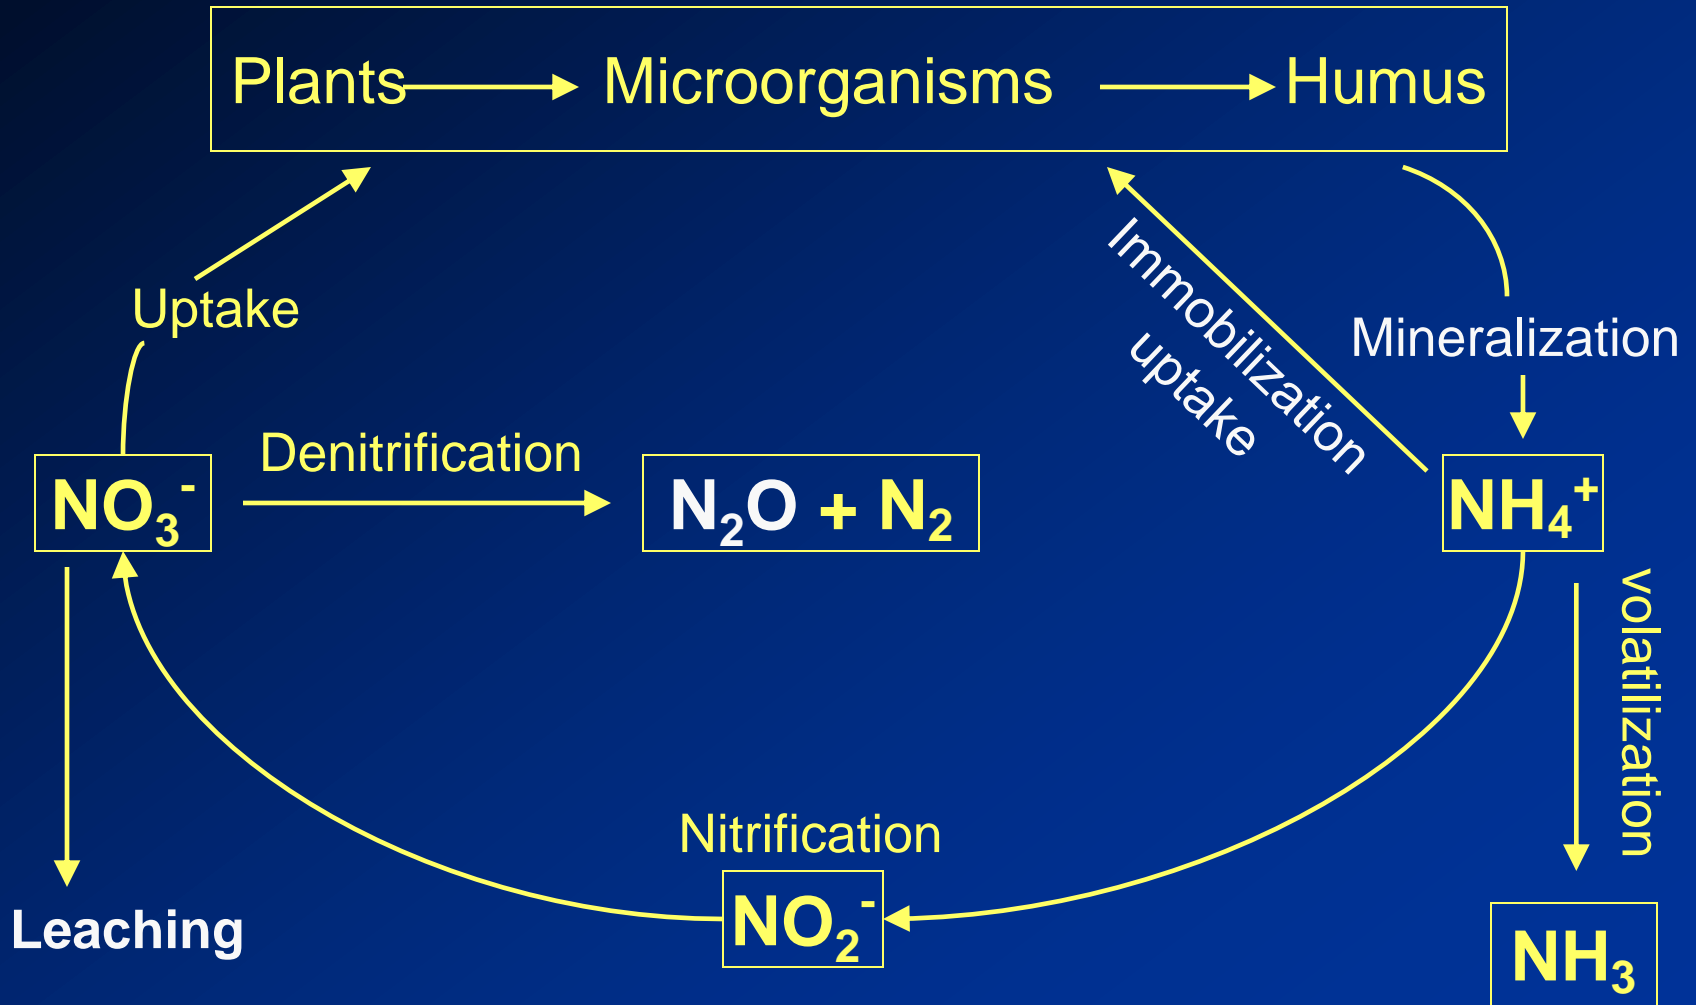 Plants Microorganisms Humus
Uptake
Immobilization
uptake
Mineralization
Denitrification
NO₃⁻
N₂O + N₂
NH₄⁺
volatilization
Nitrification
NO₂⁻
Leaching
NH₃